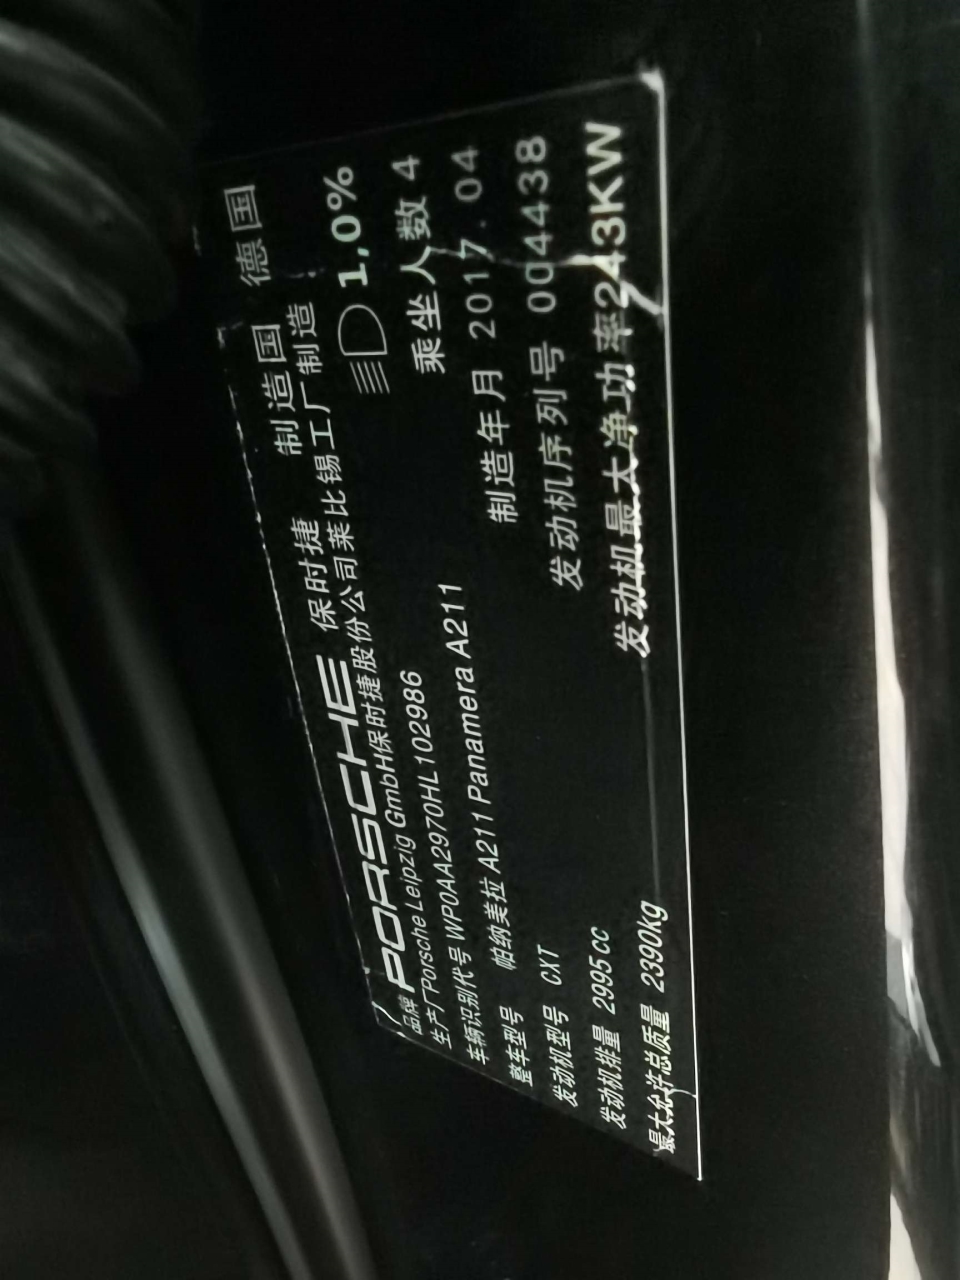 品牌 PORSCHE 保时捷 制造国 德国
生产厂Porsche Leipzig GmbH保时捷股份公司莱比锡工厂制造
1,0%
车辆识别代号 WP0AA2970HL102986
乘坐人数 4
整车型号 帕纳美拉 A211 Panamera A211
制造年月 2017.04
发动机型号 CXT
发动机序列号 004438
发动机排量 2995cc
发动机最大净功率243KW
最大允许总质量 2390kg